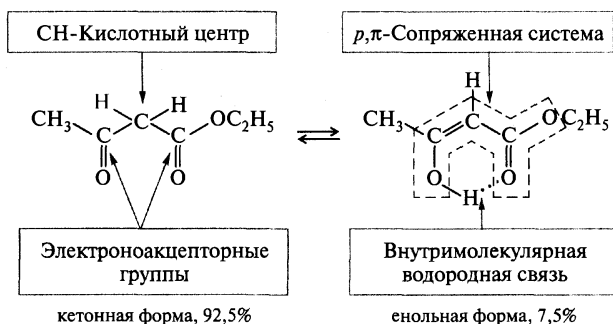 СН-Кислотный центр
p,π-Сопряженная система
H H
CH₃ C OC₂H₅
C C
O O
⇌
H
CH₃ C OC₂H₅
C C
O H O
Электроноакцепторные
группы
Внутримолекулярная
водородная связь
кетонная форма, 92,5%
енольная форма, 7,5%